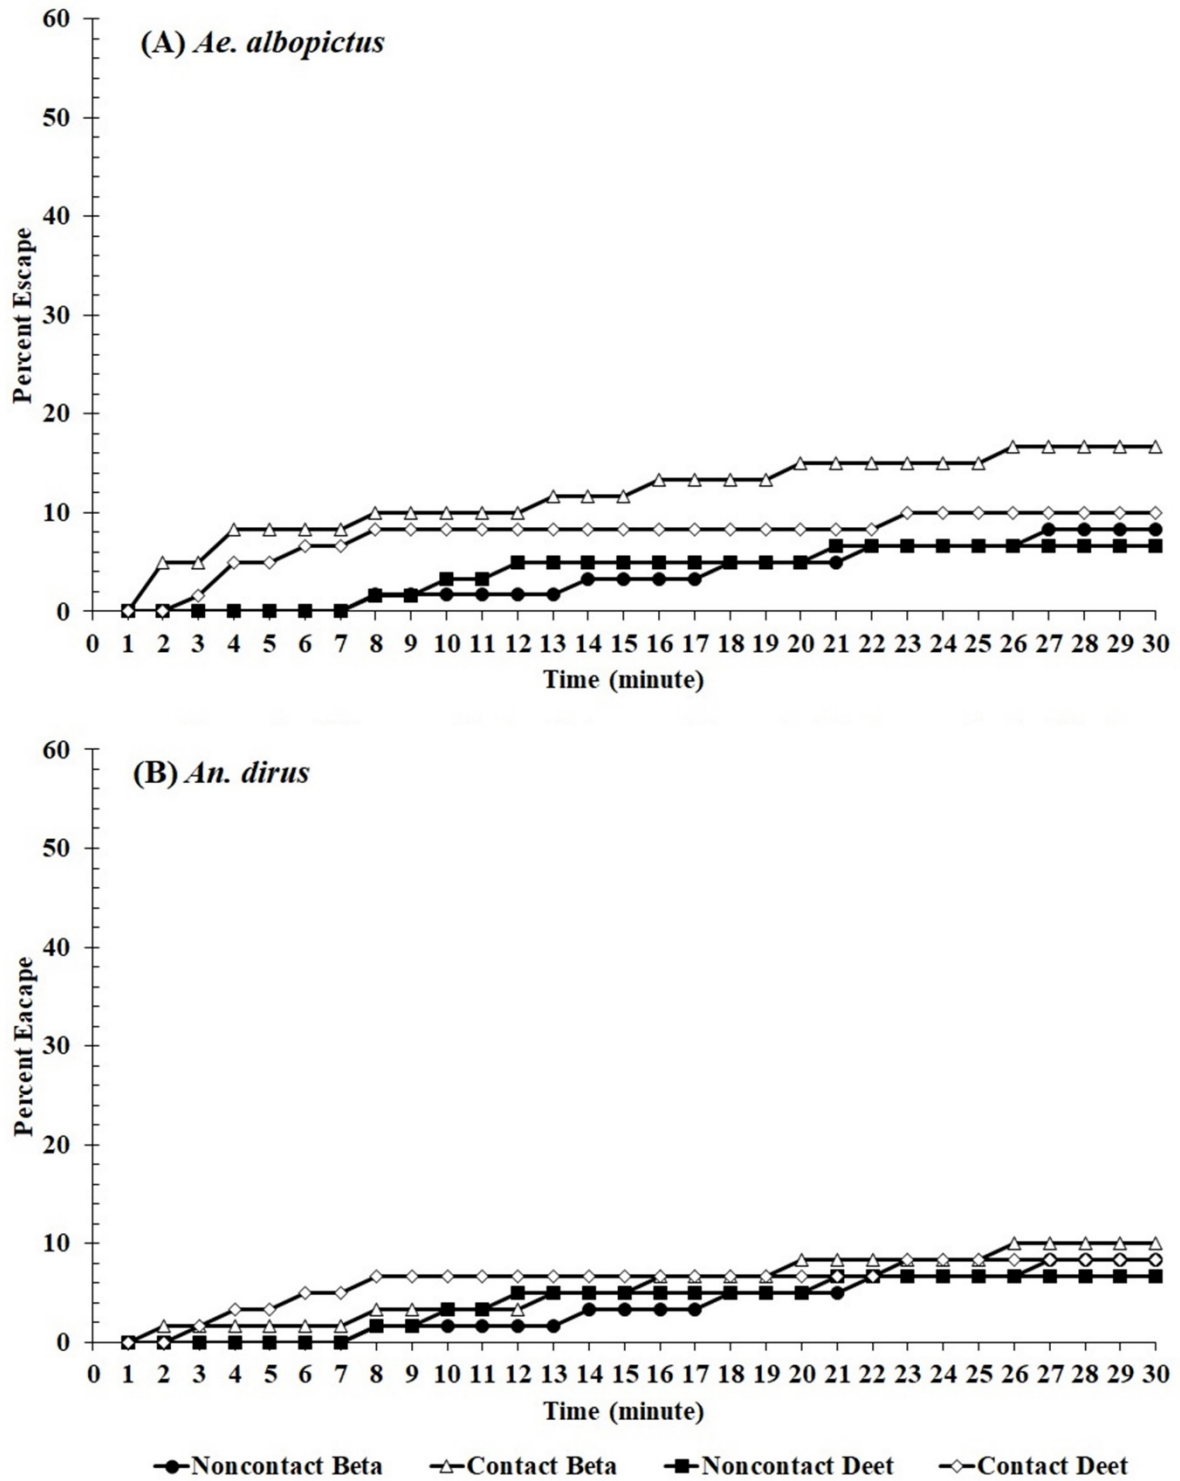 (A) Ae. albopictus
60
50
40
30
20
10
0
Percent Escape
0 1 2 3 4 5 6 7 8 9 10 11 12 13 14 15 16 17 18 19 20 21 22 23 24 25 26 27 28 29 30
Time (minute)
(B) An. dirus
60
50
40
30
20
10
0
Percent Eacape
0 1 2 3 4 5 6 7 8 9 10 11 12 13 14 15 16 17 18 19 20 21 22 23 24 25 26 27 28 29 30
Time (minute)
Noncontact Beta Contact Beta Noncontact Deet Contact Deet